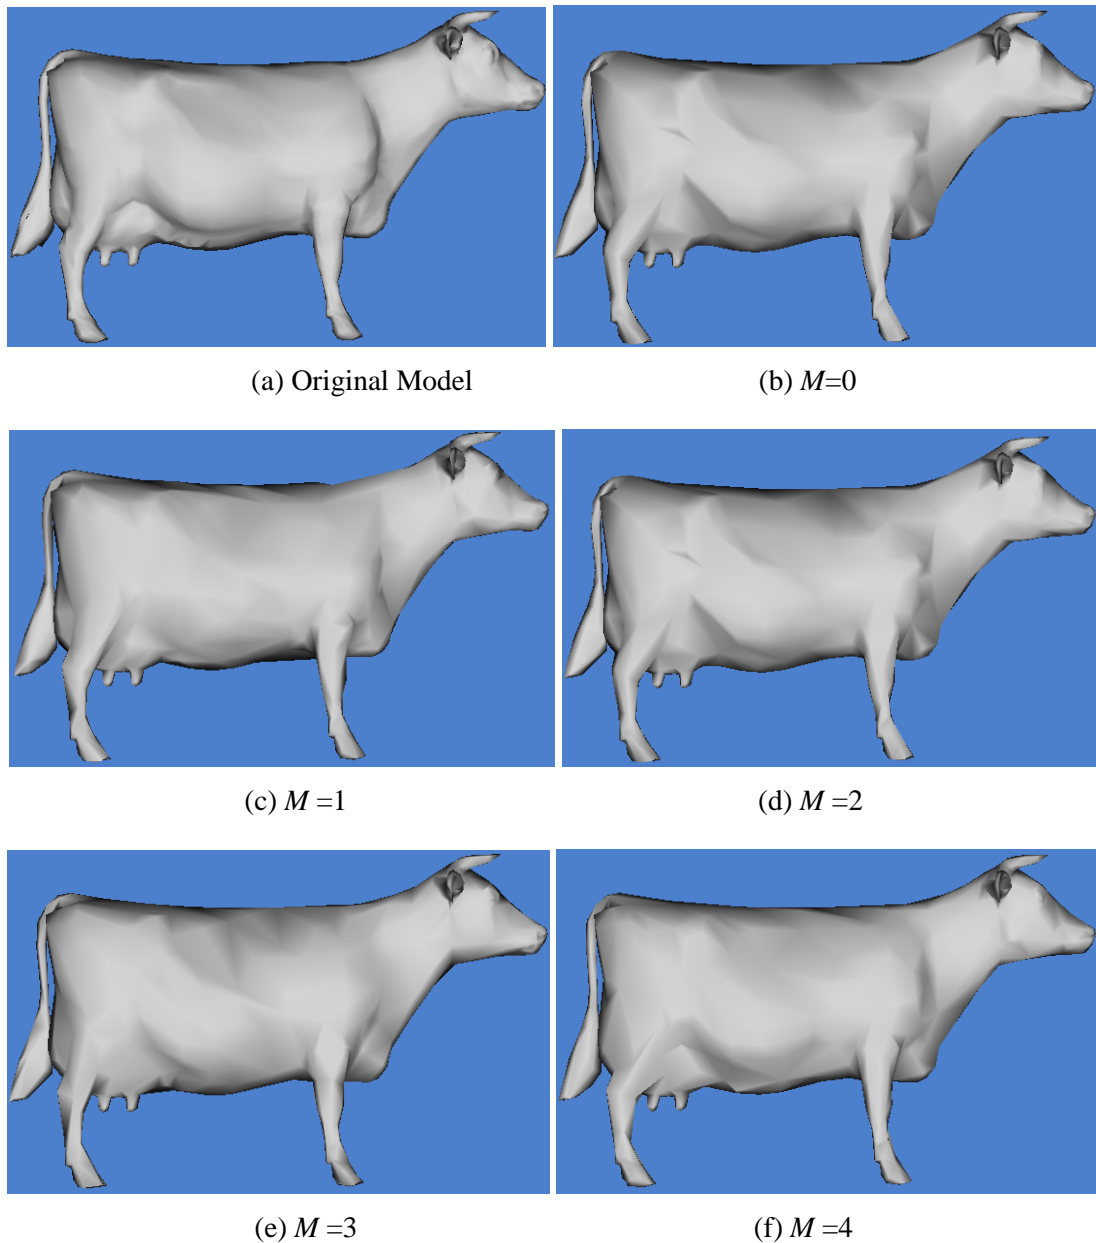 (a) Original Model
(b) M=0
(c) M =1
(d) M =2
(e) M =3
(f) M =4